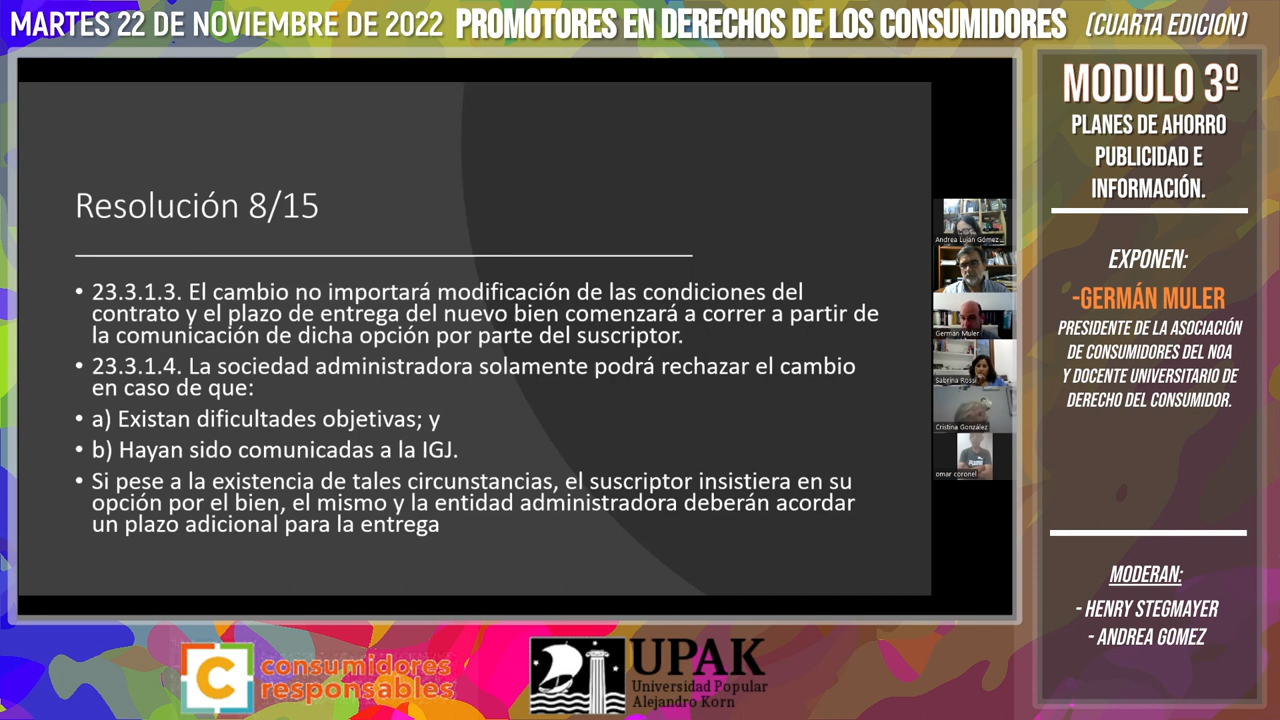 MARTES 22 DE NOVIEMBRE DE 2022 PROMOTORES EN DERECHOS DE LOS CONSUMIDORES (CUARTA EDICION)
Resolución 8/15
• 23.3.1.3. El cambio no importará modificación de las condiciones del
contrato y el plazo de entrega del nuevo bien comenzará a correr a partir de
la comunicación de dicha opción por parte del suscriptor.
• 23.3.1.4. La sociedad administradora solamente podrá rechazar el cambio
en caso de que:
• a) Existan dificultades objetivas; y
• b) Hayan sido comunicadas a la IGJ.
• Si pese a la existencia de tales circunstancias, el suscriptor insistiera en su
opción por el bien, el mismo y la entidad administradora deberán acordar
un plazo adicional para la entrega
Andrea Luján Gómez...
Germán Muler
Sabrina Rossi
Cristina González
omar coronel
MODULO 3º
PLANES DE AHORRO
PUBLICIDAD E
INFORMACIÓN.
EXPONEN:
-GERMÁN MULER
PRESIDENTE DE LA ASOCIACIÓN
DE CONSUMIDORES DEL NOA
Y DOCENTE UNIVERSITARIO DE
DERECHO DEL CONSUMIDOR.
MODERAN:
- HENRY STEGMAYER
- ANDREA GOMEZ
C
consumidores
responsables
UPAK
Universidad Popular
Alejandro Korn